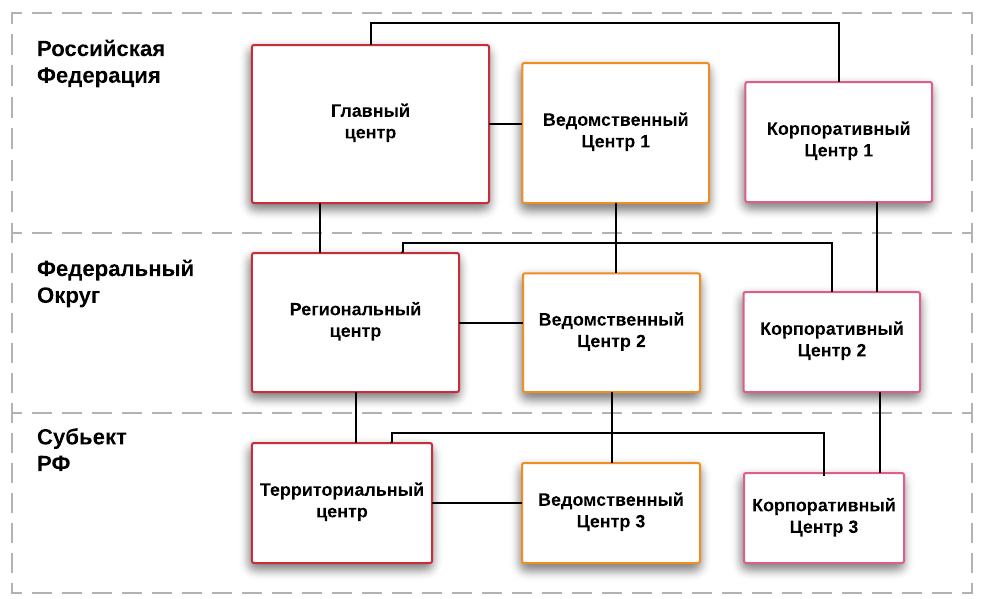 Российская
Федерация
Главный
центр
Ведомственный
Центр 1
Корпоративный
Центр 1
Федеральный
Округ
Региональный
центр
Ведомственный
Центр 2
Корпоративный
Центр 2
Субьект
РФ
Территориальный
центр
Ведомственный
Центр 3
Корпоративный
Центр 3